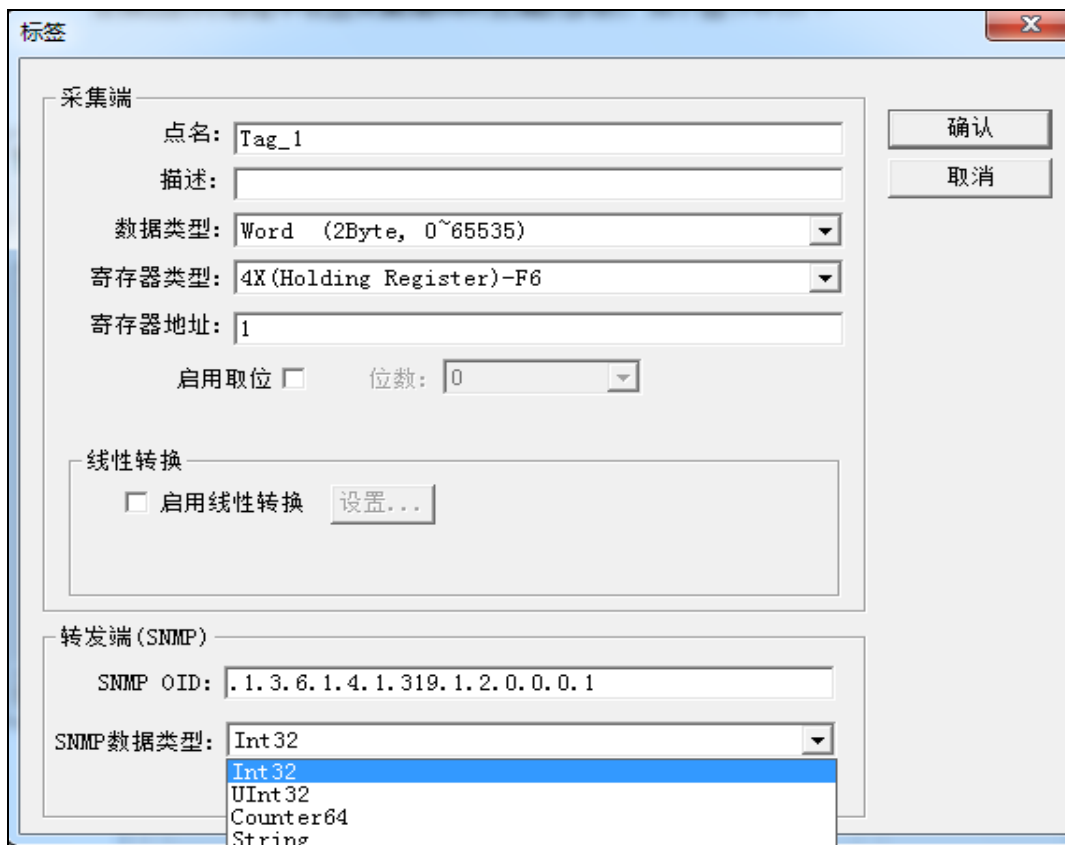 标签
采集端
点名: Tag_1
确认
描述:
取消
数据类型: Word (2Byte, 0~65535)
寄存器类型: 4X(Holding Register)-F6
寄存器地址: 1
启用取位 位数: 0
线性转换
启用线性转换 设置...
转发端(SNMP)
SNMP OID: .1.3.6.1.4.1.319.1.2.0.0.0.1
SNMP数据类型: Int32
Int32
UInt32
Counter64
String